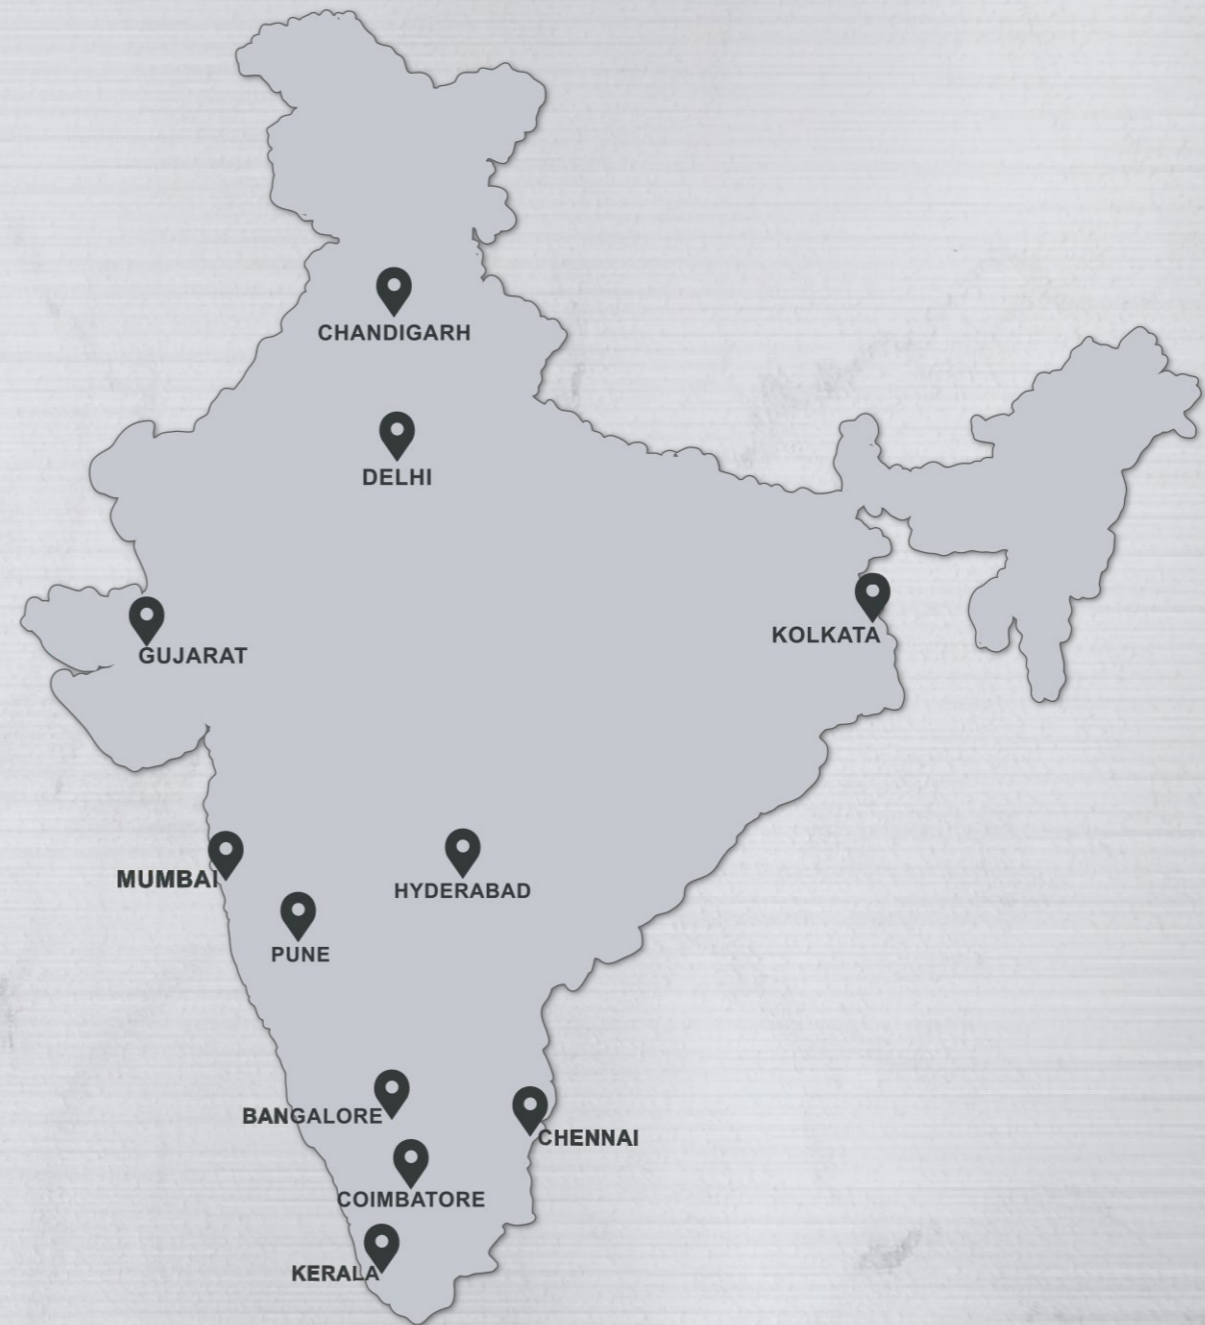 CHANDIGARH
DELHI
GUJARAT
KOLKATA
MUMBAI
HYDERABAD
PUNE
BANGALORE
CHENNAI
COIMBATORE
KERALA